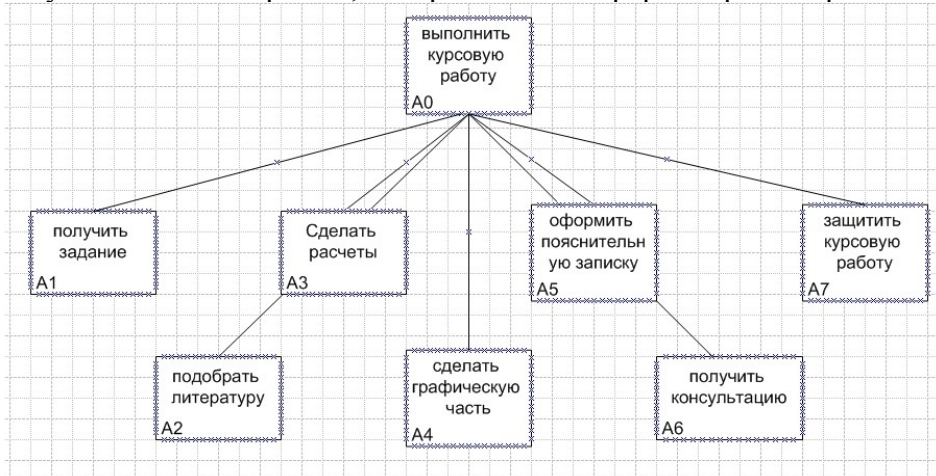 выполнить
курсовую
работу
A0
получить
задание
A1
Сделать
расчеты
A3
оформить
пояснительн
ую записку
A5
защитить
курсовую
работу
A7
подобрать
литературу
A2
сделать
графическую
часть
A4
получить
консультацию
A6